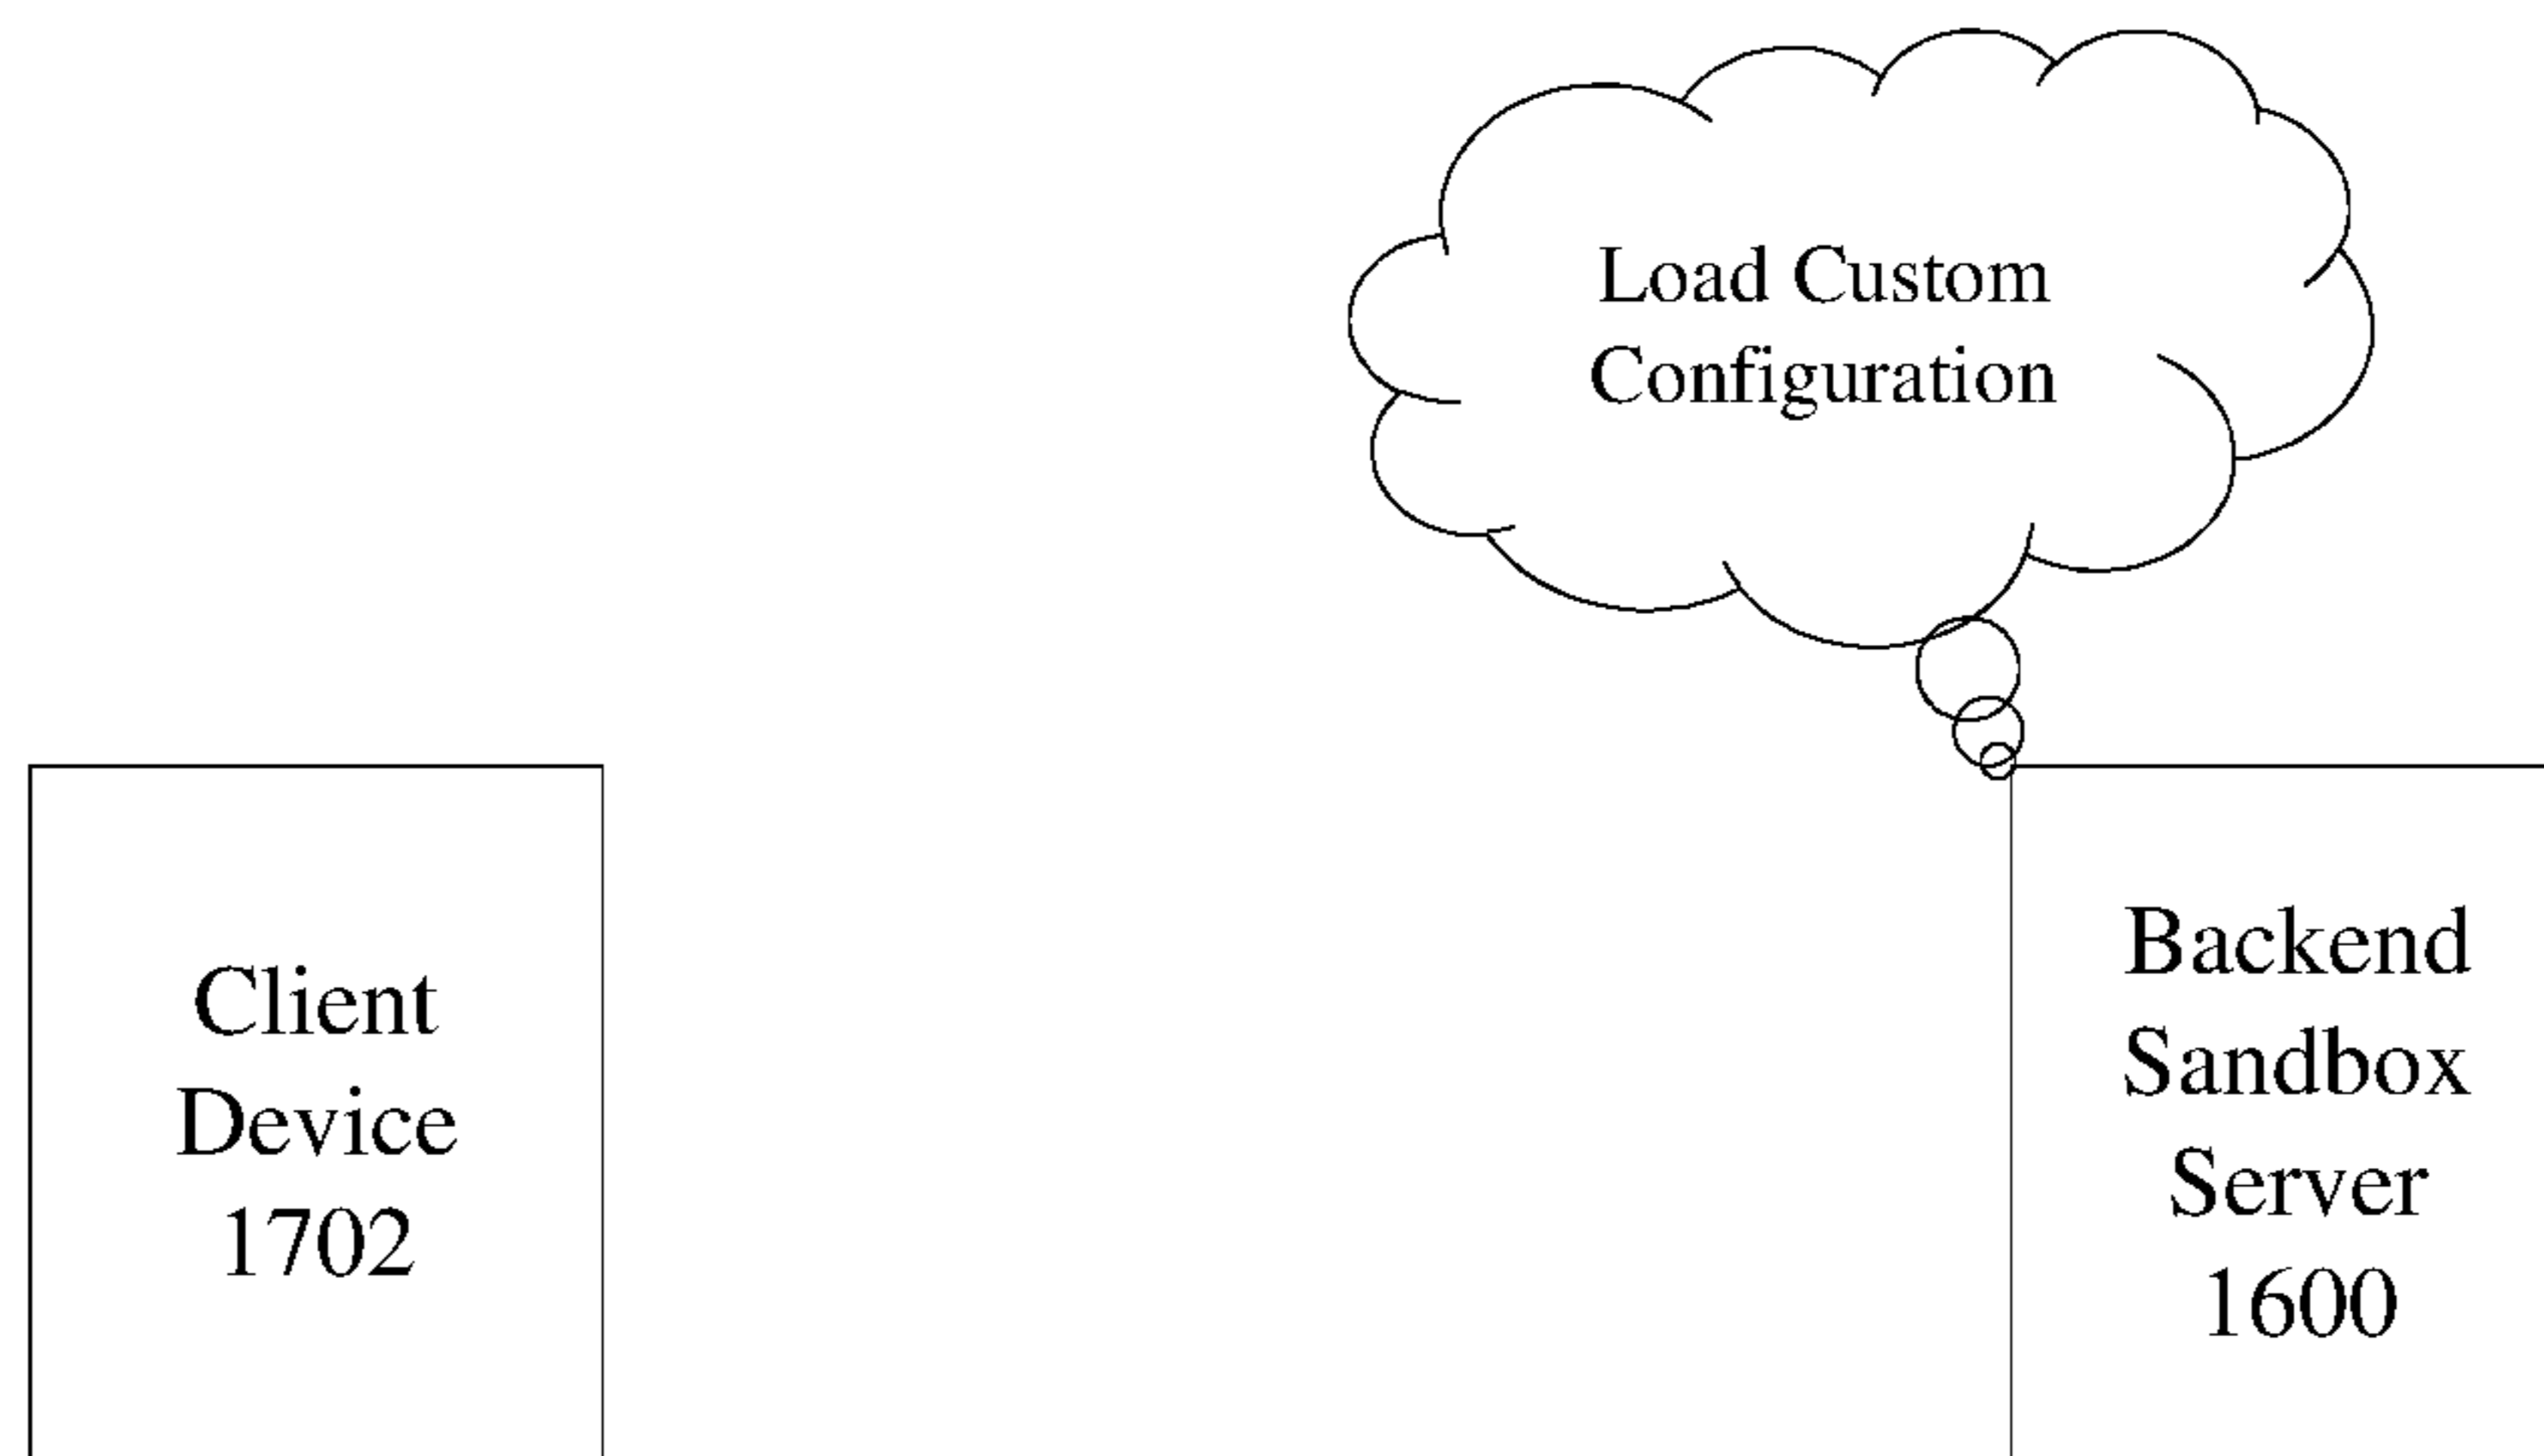 Load Custom
Configuration
Client
Device
1702
Backend
Sandbox
Server
1600